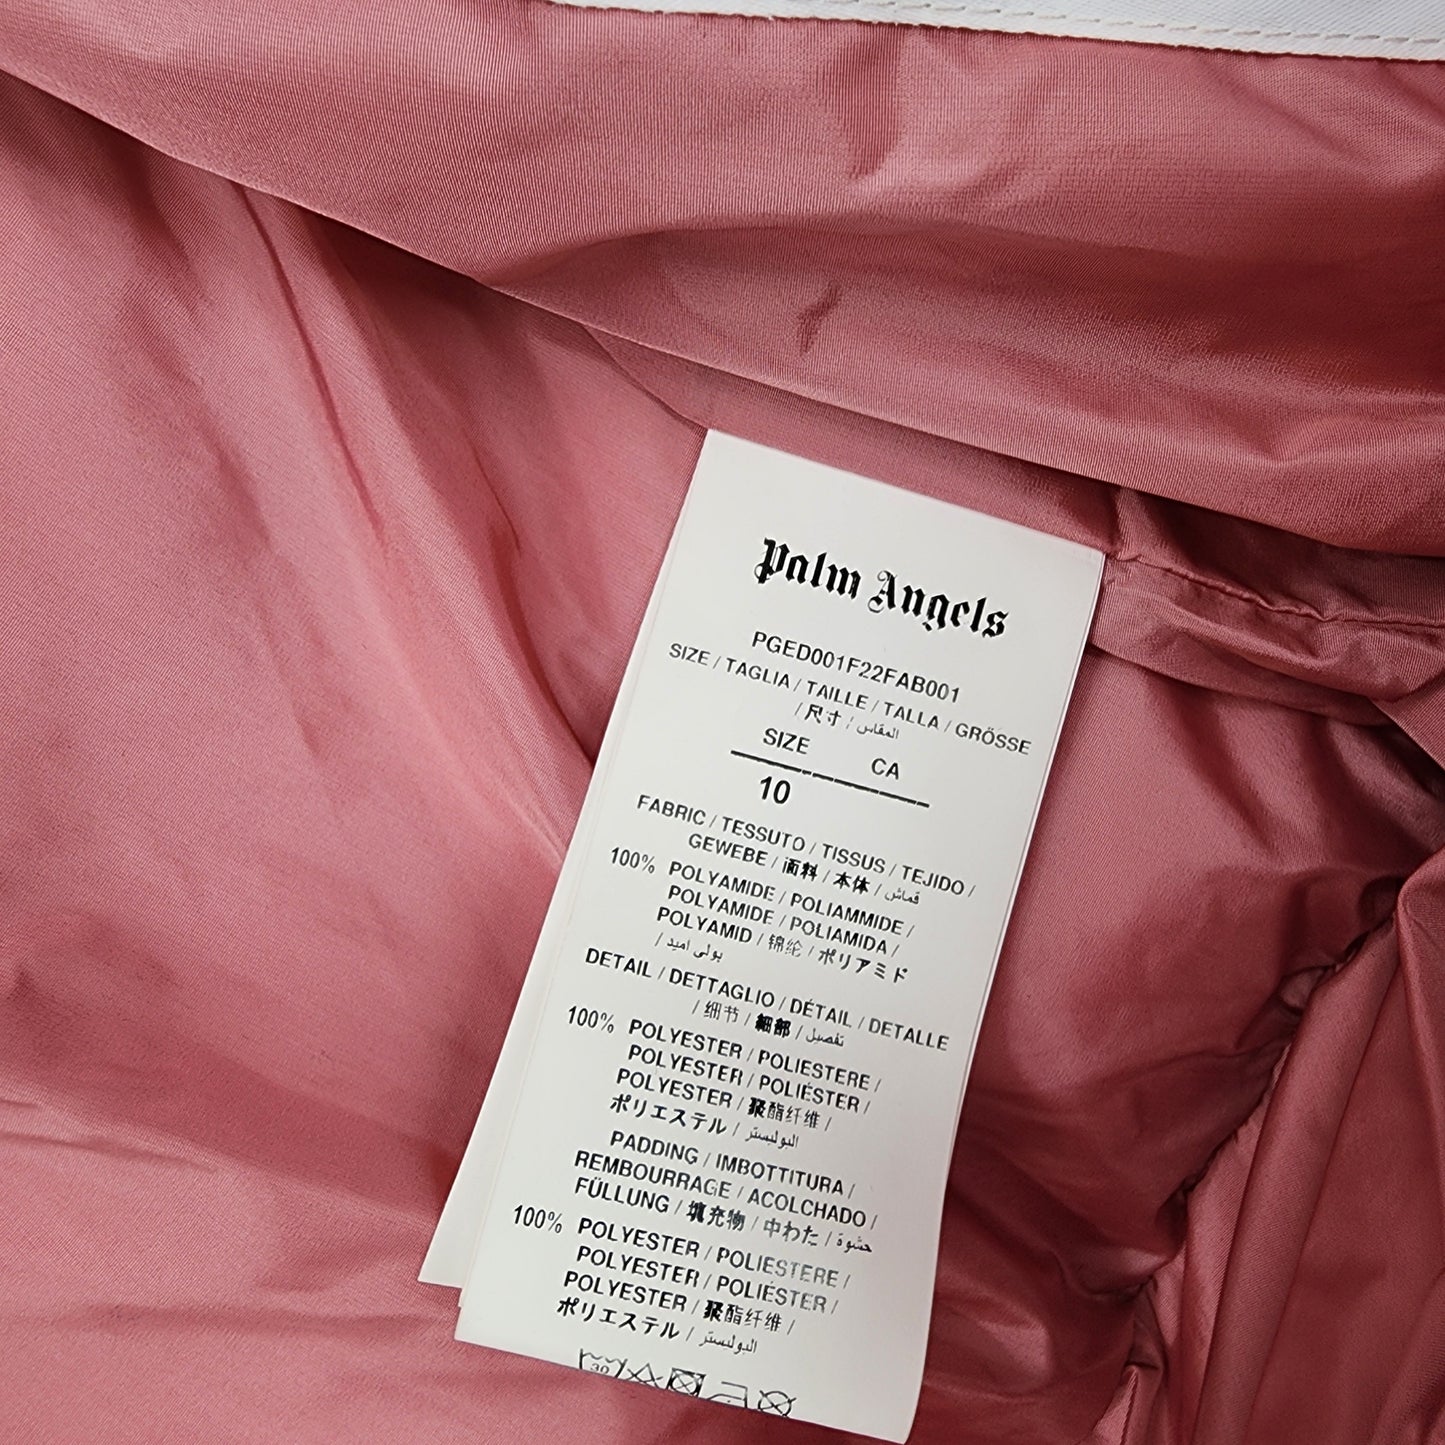 Palm Angels
PGED001F22FAB001
SIZE / TAGLIA / TAILLE / TALLA / GRÖSSE
/ 尺寸 / المقاس
SIZE CA
10
FABRIC / TESSUTO / TISSUS / TEJIDO /
GEWEBE / 面料 / 本体 / قماش
100% POLYAMIDE / POLIAMMIDE /
POLYAMIDE / POLIAMIDA /
POLYAMID / 锦纶 / ポリアミド
/ بولي اميد
DETAIL / DETTAGLIO / DÉTAIL / DETALLE
/ 细节 / 細部 / تفصيل
100% POLYESTER / POLIESTERE /
POLYESTER / POLIÉSTER /
POLYESTER / 聚酯纤维 /
ポリエステル / البوليستر
PADDING / IMBOTTITURA /
REMBOURRAGE / ACOLCHADO /
FÜLLUNG / 填充物 / 中わた / حشوة
100% POLYESTER / POLIESTERE /
POLYESTER / POLIÉSTER /
POLYESTER / 聚酯纤维 /
ポリエステル / البوليستر
30